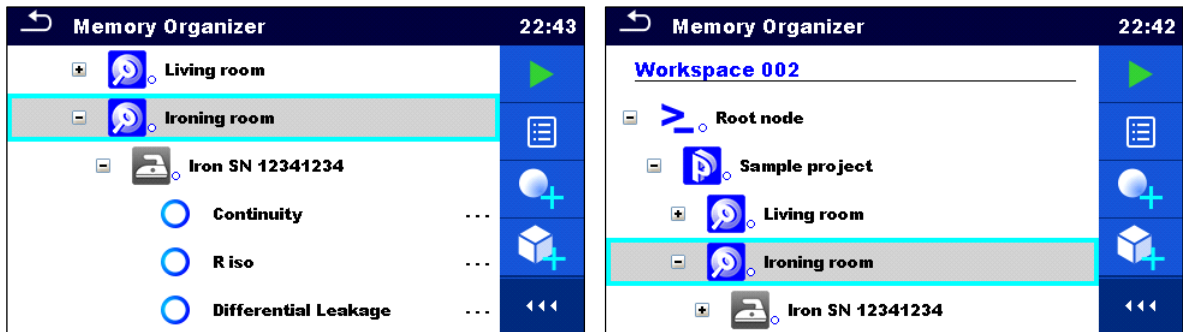 Memory Organizer 22:43
Living room
Ironing room
Iron SN 12341234
Continuity ---
R iso ---
Differential Leakage ---
Memory Organizer 22:42
Workspace 002
Root node
Sample project
Living room
Ironing room
Iron SN 12341234